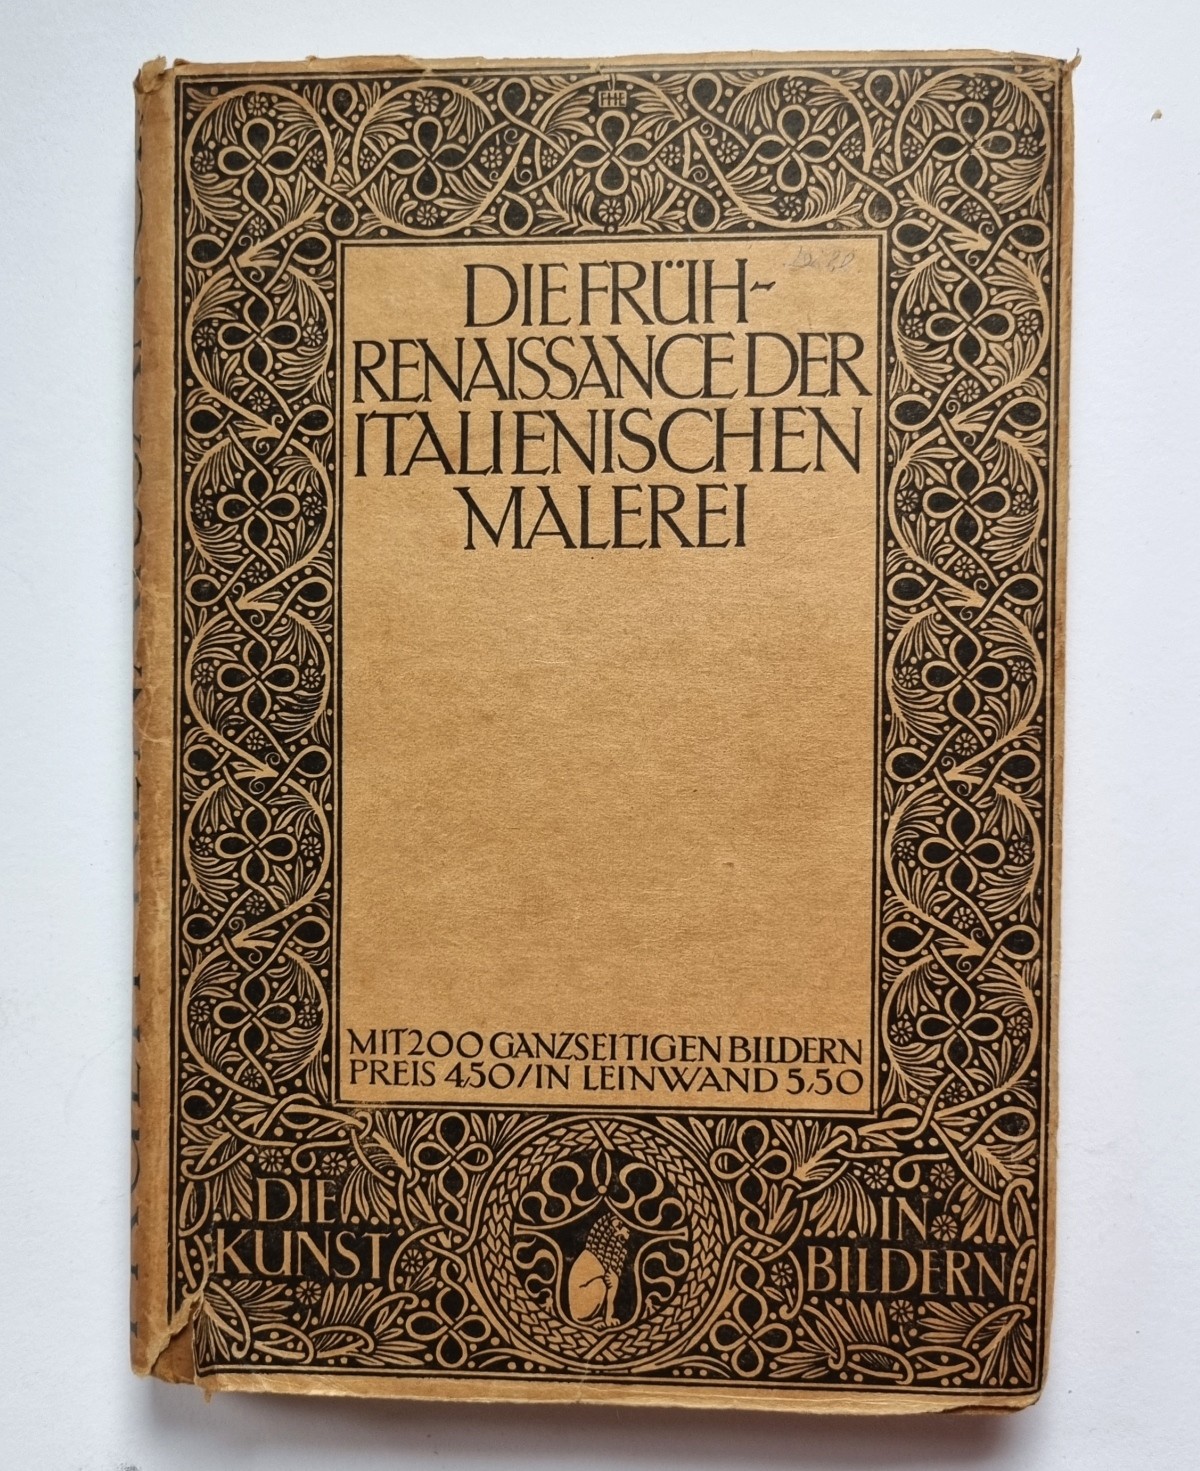 FHE
DIE FRÜH-
RENAISSANCE DER
ITALIENISCHEN
MALEREI
MIT 200 GANZSEITIGEN BILDERN
PREIS 4,50/IN LEINWAND 5,50
DIE
KUNST
IN
BILDERN